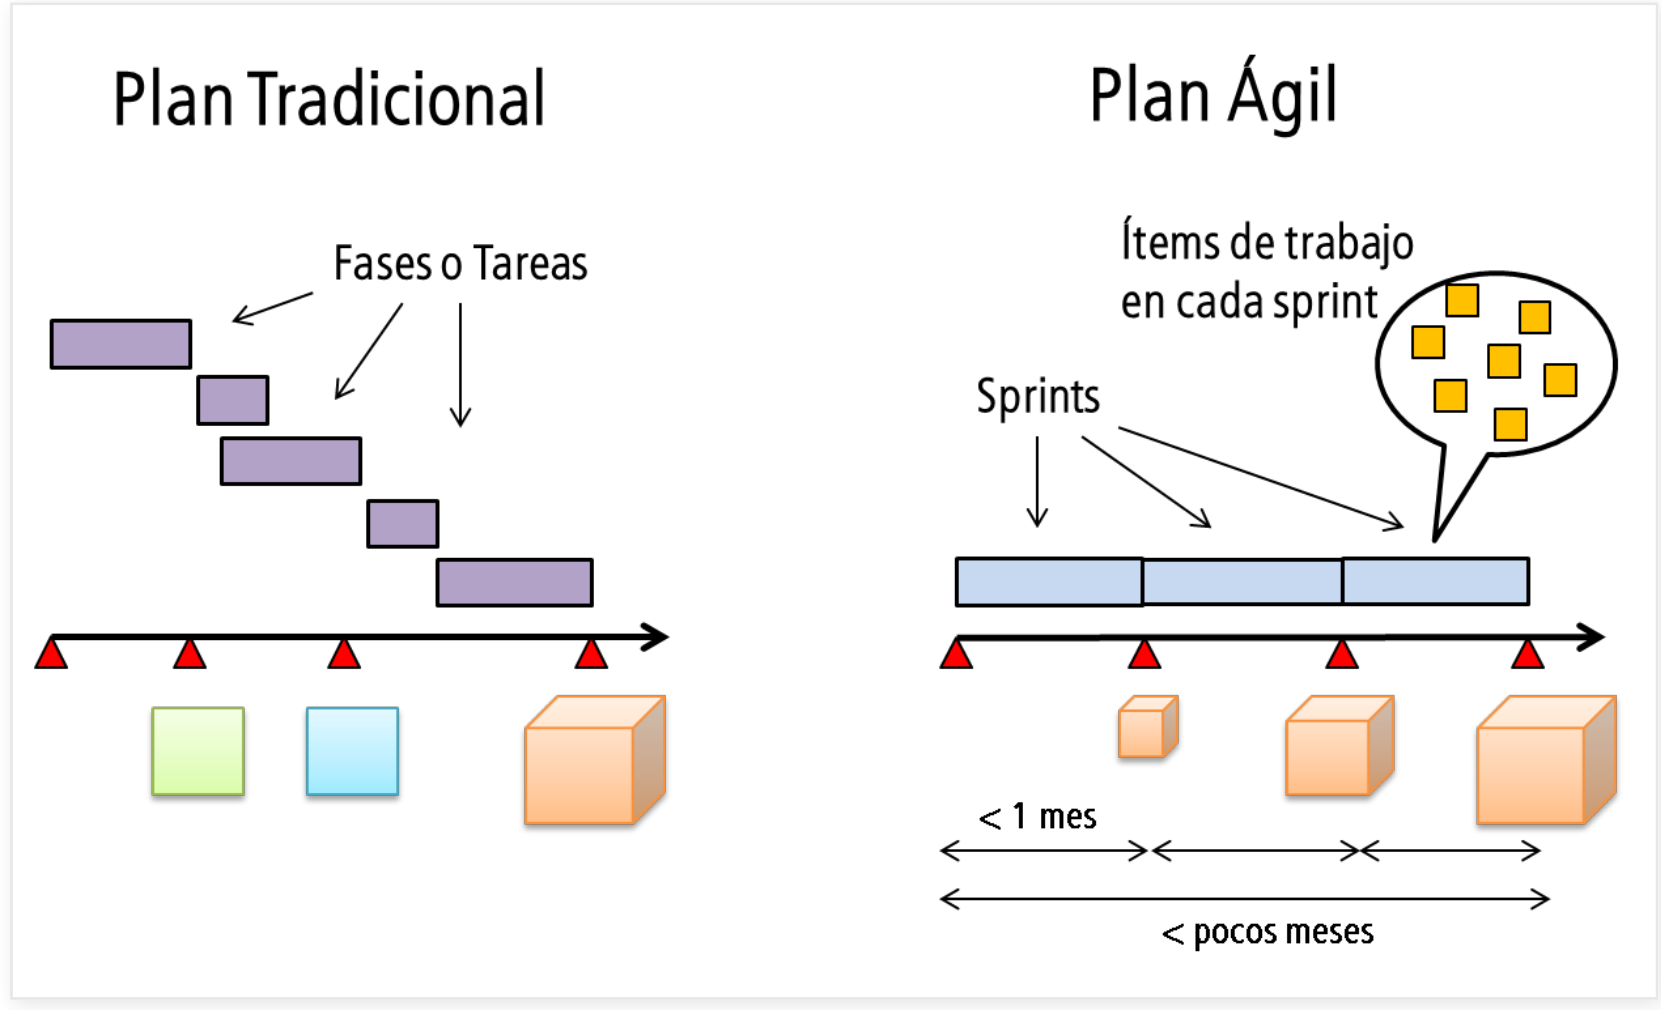 Plan Tradicional
Fases o Tareas
Plan Ágil
Ítems de trabajo
en cada sprint
Sprints
< 1 mes
< pocos meses